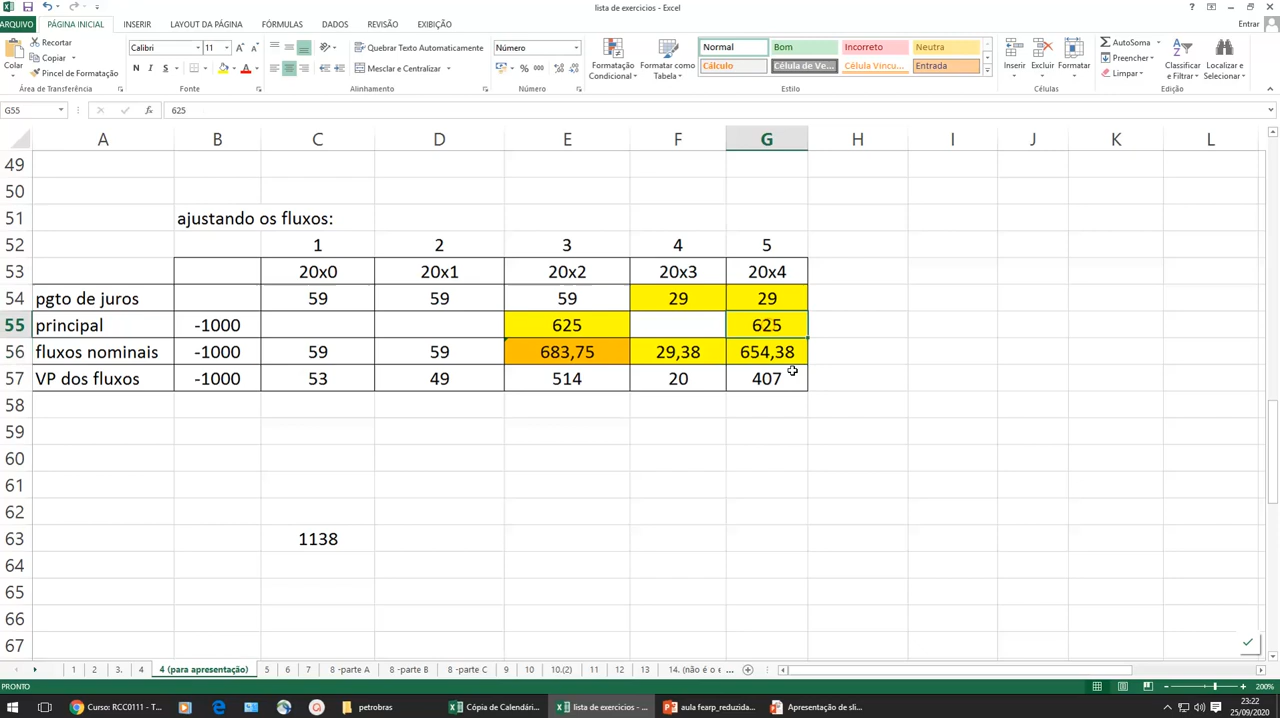 lista de exercicios - Excel
ARQUIVO PÁGINA INICIAL INSERIR LAYOUT DA PÁGINA FÓRMULAS DADOS REVISÃO EXIBIÇÃO Entrar
Colar Recortar Calibri 11 Quebrar Texto Automaticamente Número Formatação Condicional Formatar como Tabela Normal Bom Incorreto Neutra Inserir Excluir Formatar AutoSoma Classificar e Filtrar Localizar e Selecionar
Copiar Preencher
Pincel de Formatação N I S Mesclar e Centralizar % 000 Cálculo Célula de Ve... Célula Vincu... Entrada Limpar
Área de Transferência Fonte Alinhamento Número Estilo Células Edição
G55 fx 625
A B C D E F G H I J K L
49
50
51 ajustando os fluxos:
52 1 2 3 4 5
53 20x0 20x1 20x2 20x3 20x4
54 pgto de juros 59 59 59 29 29
55 principal -1000 625 625
56 fluxos nominais -1000 59 59 683,75 29,38 654,38
57 VP dos fluxos -1000 53 49 514 20 407
58
59
60
61
62
63 1138
64
65
66
67
1 2 3. 4 4 (para apresentação) 5 6 7 8 -parte A 8 -parte B 8 -parte C 9 10 10.(2) 11 12 13 14. (não é o e ...
PRONTO 200%
Curso: RCC0111 - T... petrobras Cópia de Calendári... lista de exercicios - ... aula fearp_reduzida... Apresentação de sli... 23:22
25/09/2020